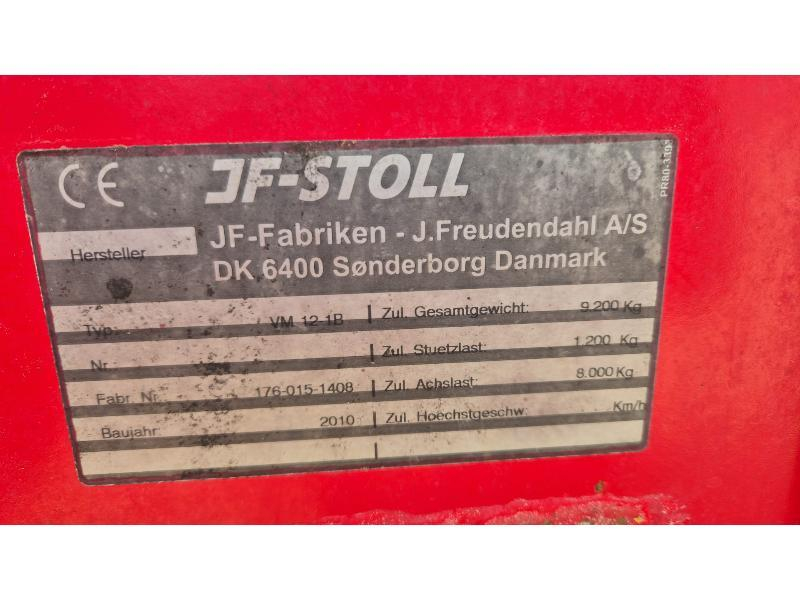 CE JF-STOLL
Hersteller JF-Fabriken - J.Freudendahl A/S
DK 6400 Sønderborg Danmark
Typ: VM 12-1B Zul. Gesamtgewicht: 9.200 Kg
Nr. Zul. Stuetzlast: 1.200 Kg
Fabr. Nr. 176-015-1408 Zul. Achslast: 8.000 Kg
Baujahr: 2010 Zul. Hoechstgeschw: Km/h